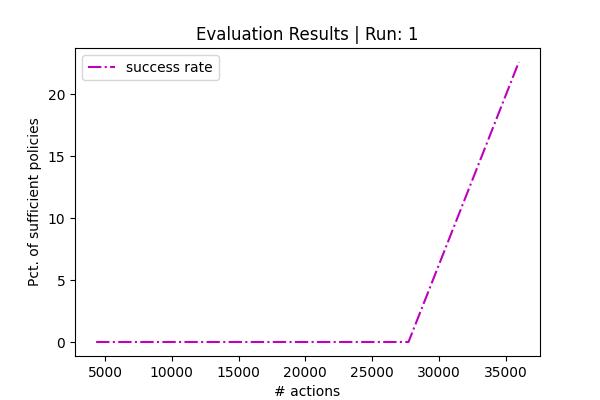 Evaluation Results | Run: 1
success rate
Pct. of sufficient policies
20
15
10
5
0
5000 10000 15000 20000 25000 30000 35000
# actions